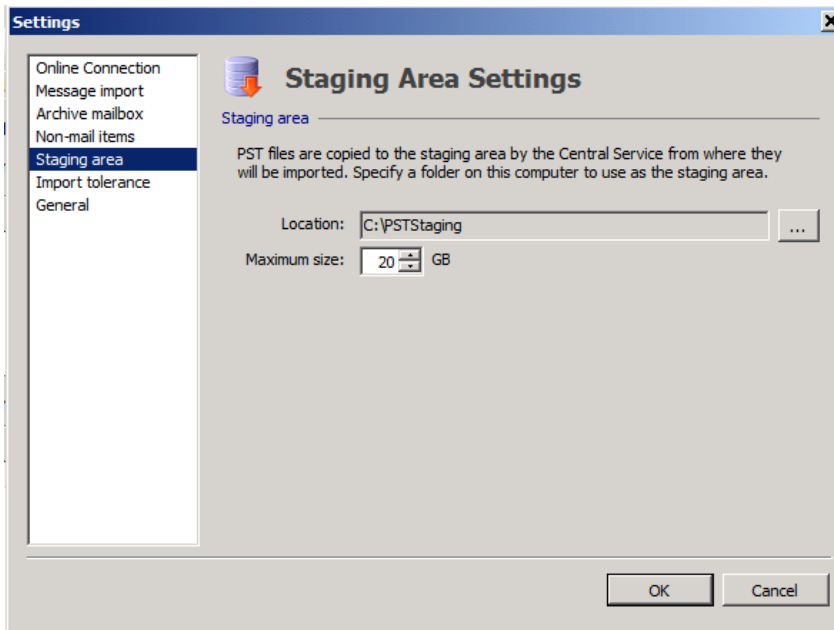 Settings
Online Connection
Message import
Archive mailbox
Non-mail items
Staging area
Import tolerance
General
Staging Area Settings
Staging area
PST files are copied to the staging area by the Central Service from where they
will be imported. Specify a folder on this computer to use as the staging area.
Location: C:\PSTStaging ...
Maximum size: 20 GB
OK Cancel